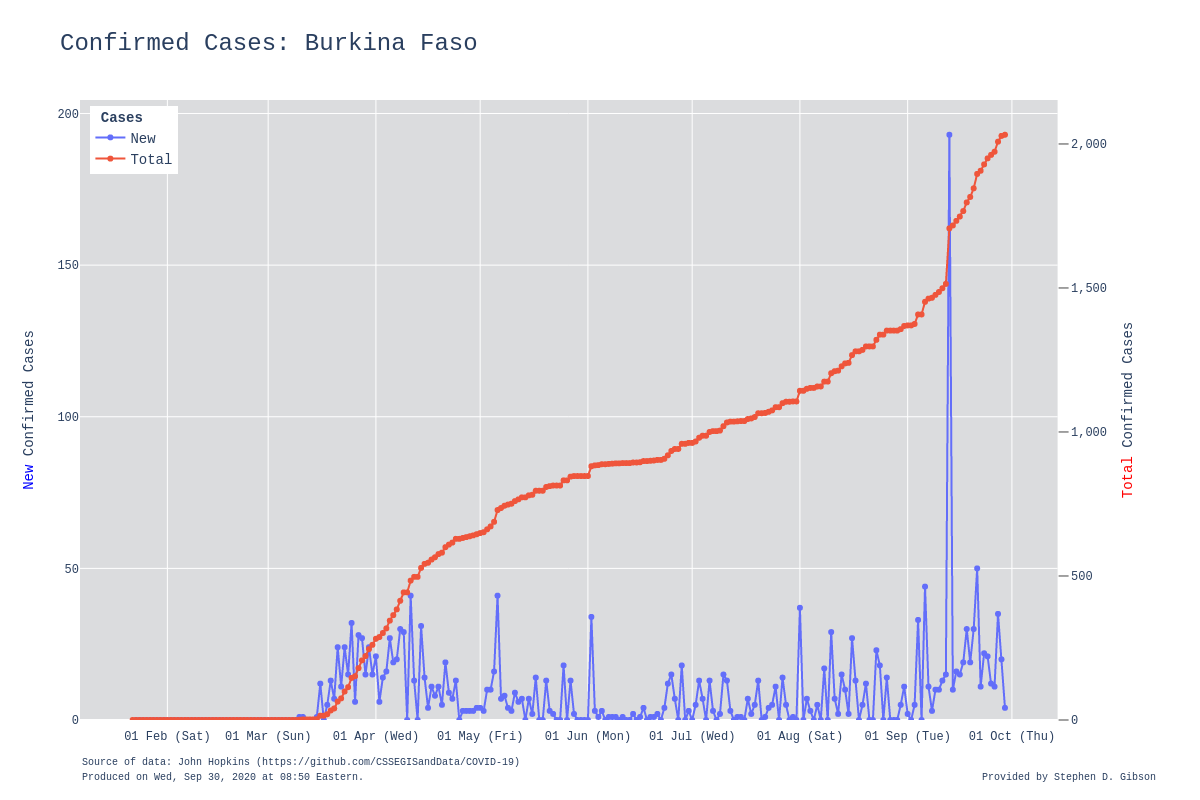 Confirmed Cases: Burkina Faso
Cases
New
Total
200
150
100
50
0
2,000
1,500
1,000
500
0
New Confirmed Cases
Total Confirmed Cases
01 Feb (Sat) 01 Mar (Sun) 01 Apr (Wed) 01 May (Fri) 01 Jun (Mon) 01 Jul (Wed) 01 Aug (Sat) 01 Sep (Tue) 01 Oct (Thu)
Source of data: John Hopkins (https://github.com/CSSEGISandData/COVID-19)
Produced on Wed, Sep 30, 2020 at 08:50 Eastern.
Provided by Stephen D. Gibson